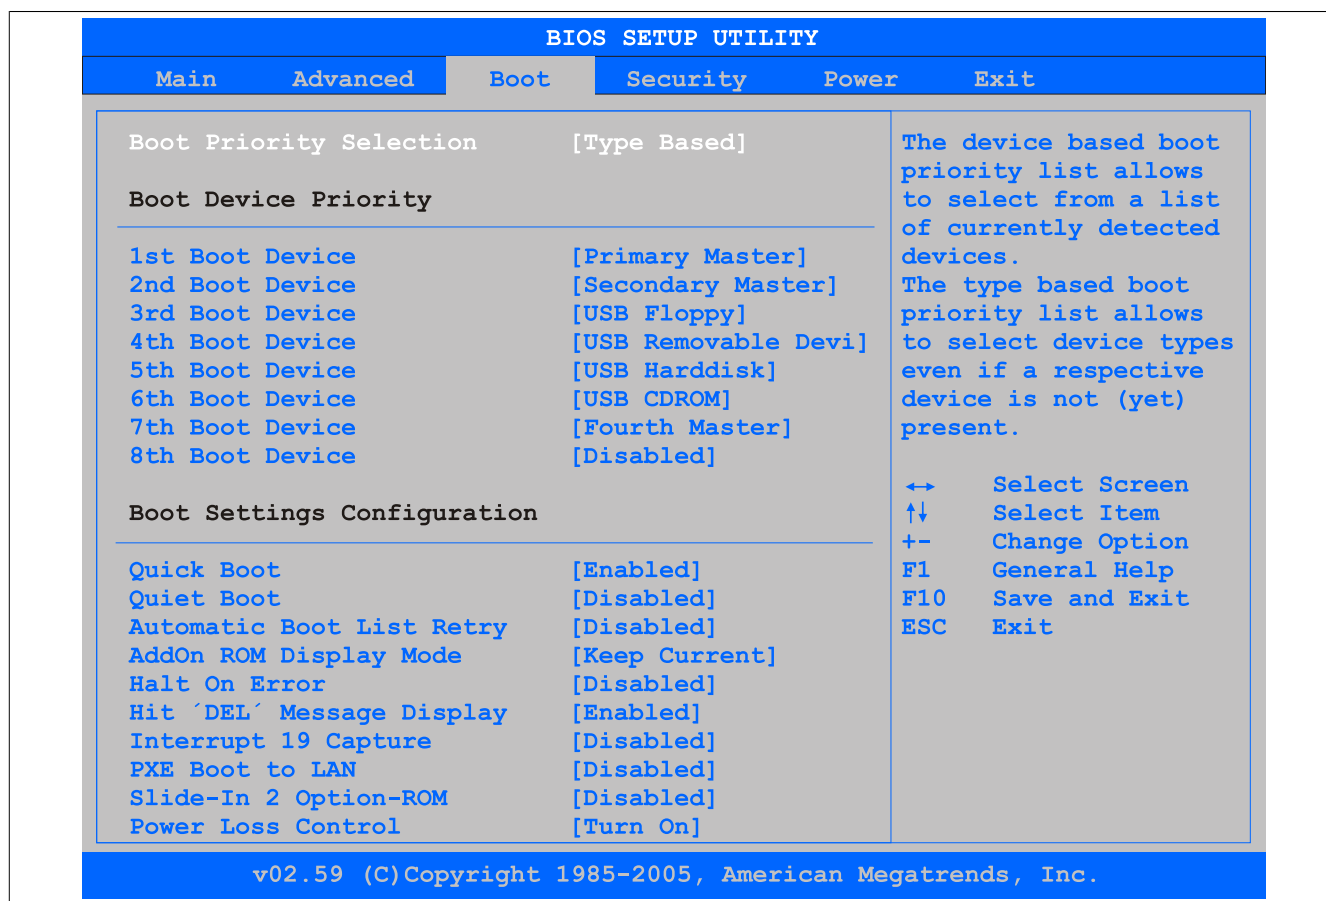 BIOS SETUP UTILITY
Main Advanced Boot Security Power Exit
Boot Priority Selection [Type Based]
Boot Device Priority
1st Boot Device [Primary Master]
2nd Boot Device [Secondary Master]
3rd Boot Device [USB Floppy]
4th Boot Device [USB Removable Devi]
5th Boot Device [USB Harddisk]
6th Boot Device [USB CDROM]
7th Boot Device [Fourth Master]
8th Boot Device [Disabled]
Boot Settings Configuration
Quick Boot [Enabled]
Quiet Boot [Disabled]
Automatic Boot List Retry [Disabled]
AddOn ROM Display Mode [Keep Current]
Halt On Error [Disabled]
Hit ´DEL´ Message Display [Enabled]
Interrupt 19 Capture [Disabled]
PXE Boot to LAN [Disabled]
Slide-In 2 Option-ROM [Disabled]
Power Loss Control [Turn On]
The device based boot
priority list allows
to select from a list
of currently detected
devices.
The type based boot
priority list allows
to select device types
even if a respective
device is not (yet)
present.
↔ Select Screen
↑↓ Select Item
+- Change Option
F1 General Help
F10 Save and Exit
ESC Exit
v02.59 (C)Copyright 1985-2005, American Megatrends, Inc.